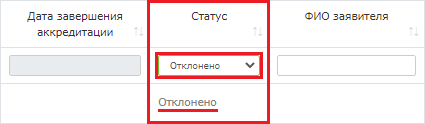 Дата завершения
аккредитации
Статус
ФИО заявителя
Отклонено
Отклонено